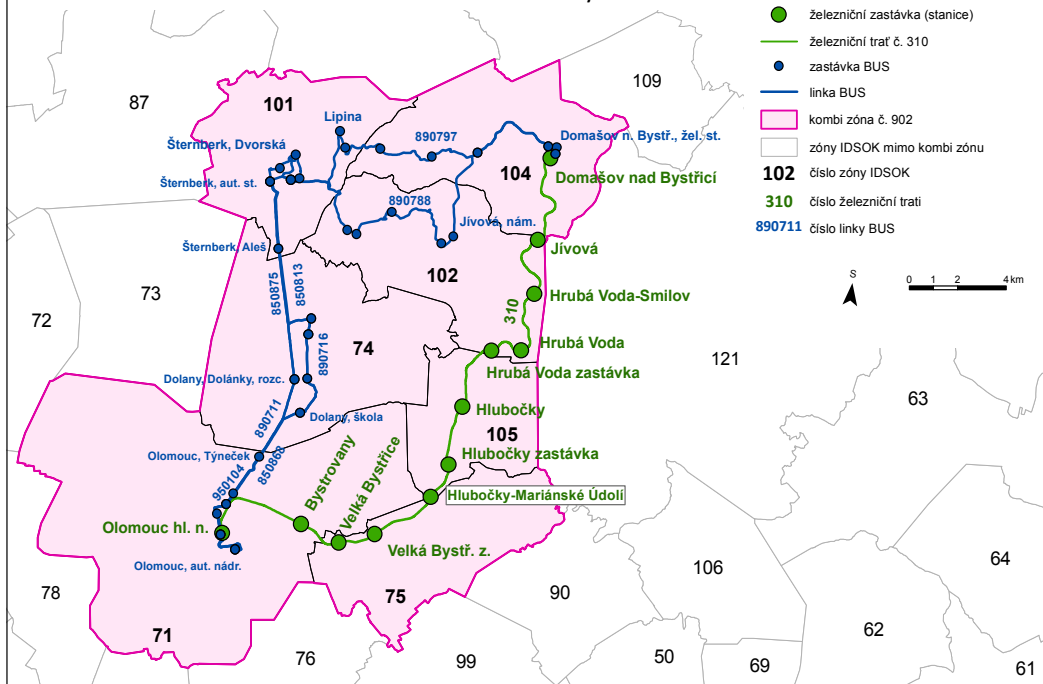 železniční zastávka (stanice)
železniční trať č. 310
zastávka BUS
linka BUS
kombi zóna č. 902
zóny IDSOK mimo kombi zónu
102 číslo zóny IDSOK
310 číslo železniční trati
890711 číslo linky BUS
S
0 1 2 4 km
87
101
109
Lipina
890797
Šternberk, Dvorská
Domašov n. Bystř., žel. st.
Šternberk, aut. st.
104
Domašov nad Bystřicí
890788
Jívová, nám.
Šternberk, Aleš
Jívová
102
73
850875
850813
Hrubá Voda-Smilov
72
310
890716
74
Hrubá Voda
121
Hrubá Voda zastávka
Dolany, Dolánky, rozc.
63
Hlubočky
890711
Dolany, škola
105
Olomouc, Týneček
850868
Hlubočky zastávka
950104
Bystrovany
Velká Bystřice
Hlubočky-Mariánské Údolí
Olomouc hl. n.
Velká Bystř. z.
Olomouc, aut. nádr.
64
106
78
75
90
62
71
76
99
50
69
61